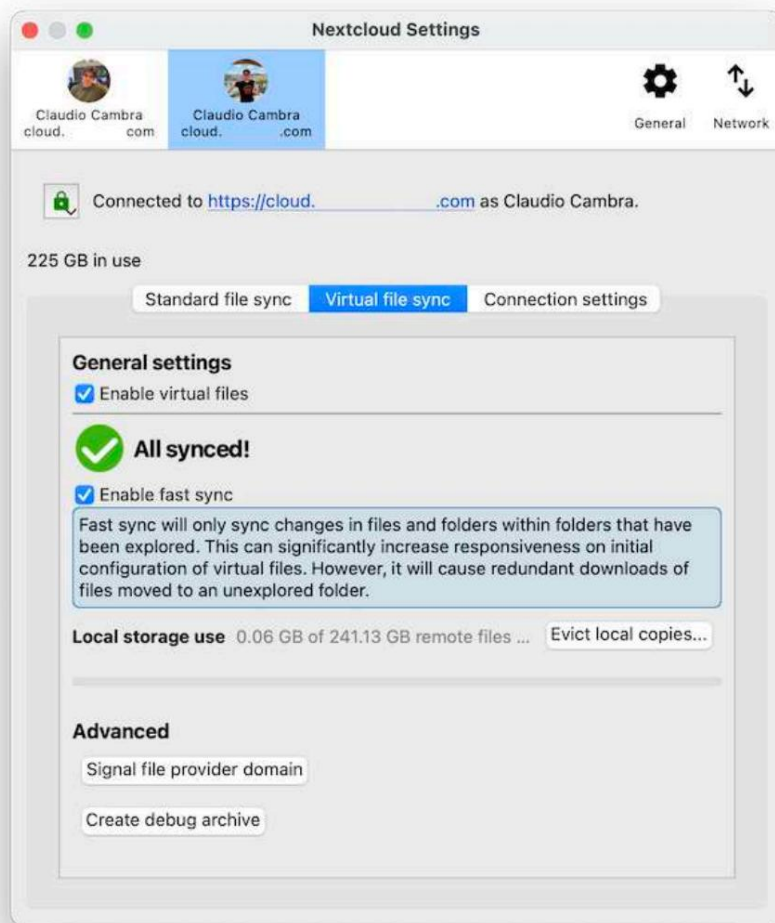 Nextcloud Settings
Claudio Cambra
cloud. com
Claudio Cambra
cloud. .com
General
Network
Connected to https://cloud. .com as Claudio Cambra.
225 GB in use
Standard file sync
Virtual file sync
Connection settings
General settings
Enable virtual files
All synced!
Enable fast sync
Fast sync will only sync changes in files and folders within folders that have
been explored. This can significantly increase responsiveness on initial
configuration of virtual files. However, it will cause redundant downloads of
files moved to an unexplored folder.
Local storage use 0.06 GB of 241.13 GB remote files ... Evict local copies...
Advanced
Signal file provider domain
Create debug archive